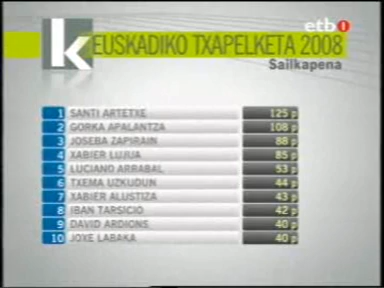 etb 1
k EUSKADIKO TXAPELKETA 2008
Sailkapena
1 SANTI ARTETXE 125 p
2 GORKA APALANTZA 108 p
3 JOSEBA ZAPIRAIN 88 p
4 XABIER LUJUA 85 p
5 LUCIANO ARRABAL 53 p
6 TXEMA UZKUDUN 44 p
7 XABIER ALUSTIZA 43 p
8 IBAN TARSICIO 42 p
9 DAVID ARDIONS 40 p
10 JOXE LABAKA 40 p